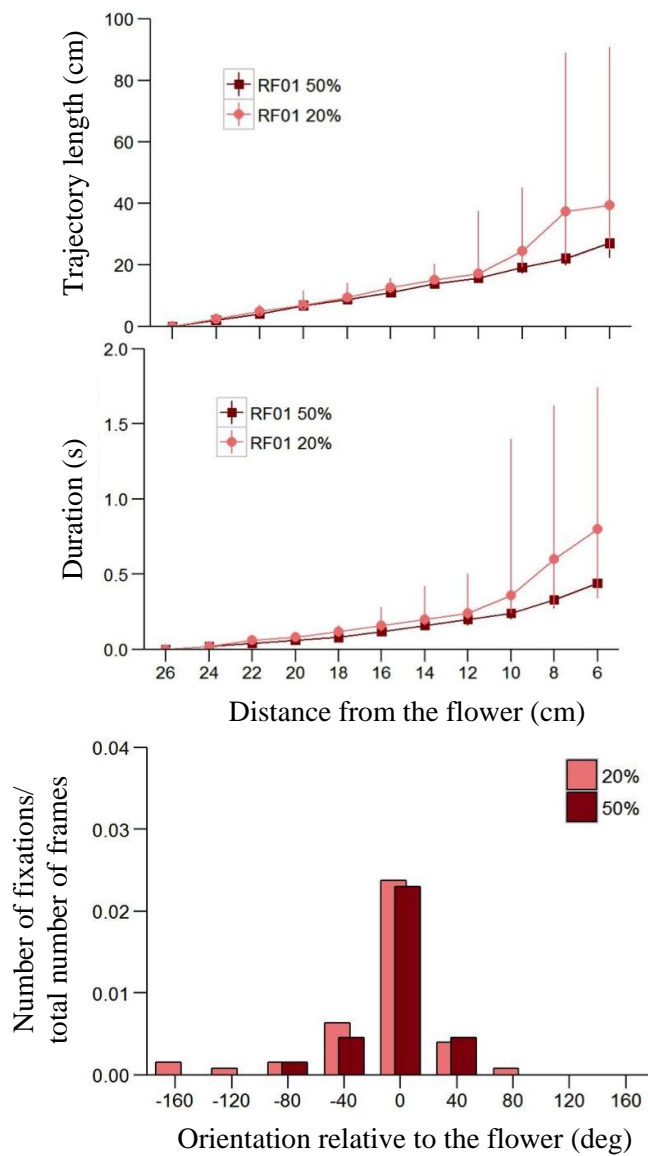 100
80
60
40
20
0
Trajectory length (cm)
RF01 50%
RF01 20%
2.0
1.5
1.0
0.5
0.0
Duration (s)
RF01 50%
RF01 20%
26 24 22 20 18 16 14 12 10 8 6
Distance from the flower (cm)
0.04
0.03
0.02
0.01
0.00
Number of fixations/
total number of frames
20%
50%
-160 -120 -80 -40 0 40 80 120 160
Orientation relative to the flower (deg)